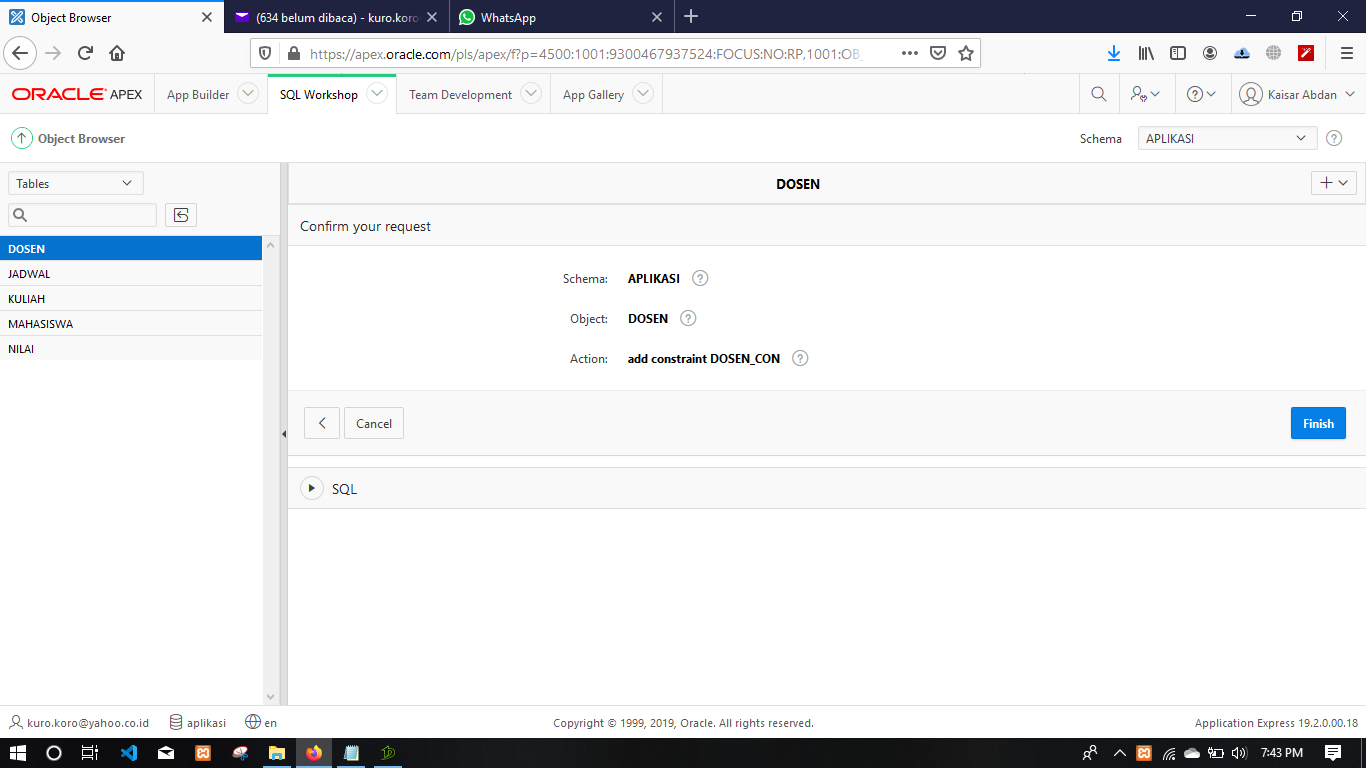 Object Browser
(634 belum dibaca) - kuro.koro
WhatsApp
https://apex.oracle.com/pls/apex/f?p=4500:1001:9300467937524:FOCUS:NO:RP,1001:OB_
ORACLE APEX
App Builder
SQL Workshop
Team Development
App Gallery
Kaisar Abdan
Object Browser
Schema
APLIKASI
Tables
DOSEN
JADWAL
KULIAH
MAHASISWA
NILAI
DOSEN
Confirm your request
Schema: APLIKASI
Object: DOSEN
Action: add constraint DOSEN_CON
Cancel
Finish
SQL
kuro.koro@yahoo.co.id
aplikasi
en
Copyright © 1999, 2019, Oracle. All rights reserved.
Application Express 19.2.0.00.18
7:43 PM